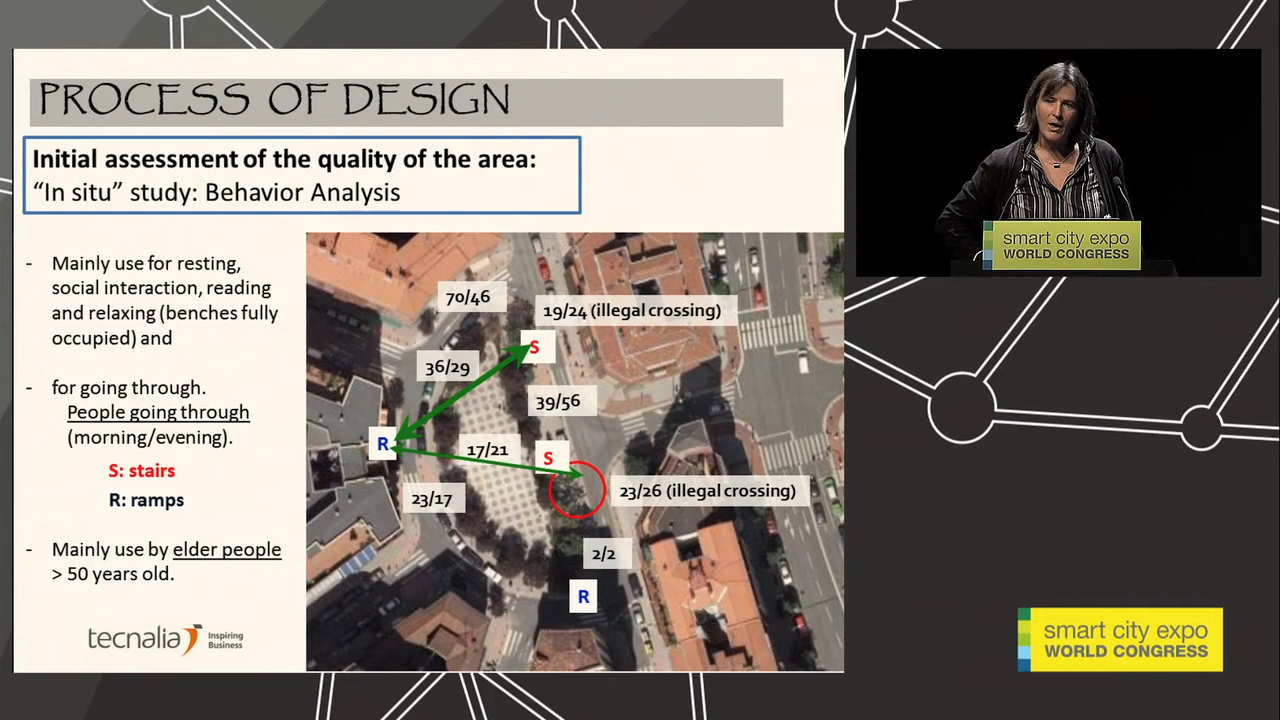 PROCESS OF DESIGN
Initial assessment of the quality of the area:
“In situ” study: Behavior Analysis
- Mainly use for resting,
social interaction, reading
and relaxing (benches fully
occupied) and
- for going through.
People going through
(morning/evening).
S: stairs
R: ramps
- Mainly use by elder people
> 50 years old.
tecnalia Inspiring
Business
70/46
19/24 (illegal crossing)
S
36/29
39/56
R
17/21
S
23/17
23/26 (illegal crossing)
2/2
R
smart city expo
WORLD CONGRESS
smart city expo
WORLD CONGRESS